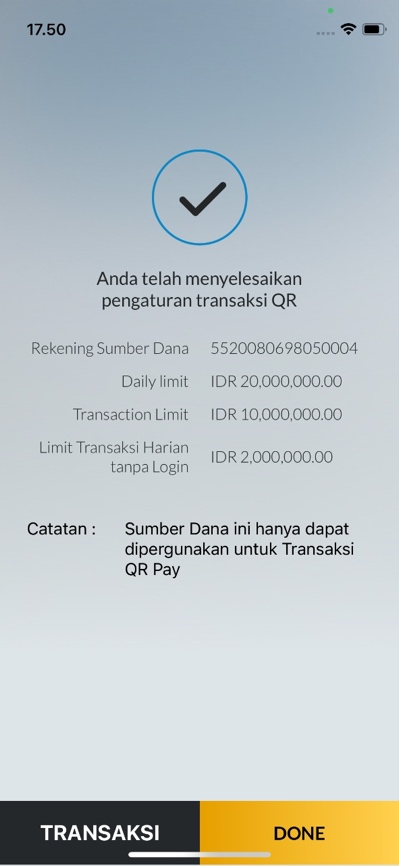 17.50
Anda telah menyelesaikan
pengaturan transaksi QR
Rekening Sumber Dana 5520080698050004
Daily limit IDR 20,000,000.00
Transaction Limit IDR 10,000,000.00
Limit Transaksi Harian
tanpa Login IDR 2,000,000.00
Catatan : Sumber Dana ini hanya dapat
dipergunakan untuk Transaksi
QR Pay
TRANSAKSI DONE